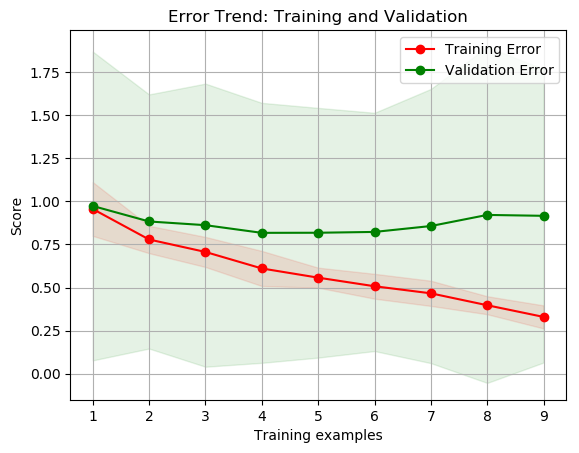 Error Trend: Training and Validation
Training Error
Validation Error
Score
1.75
1.50
1.25
1.00
0.75
0.50
0.25
0.00
1 2 3 4 5 6 7 8 9
Training examples